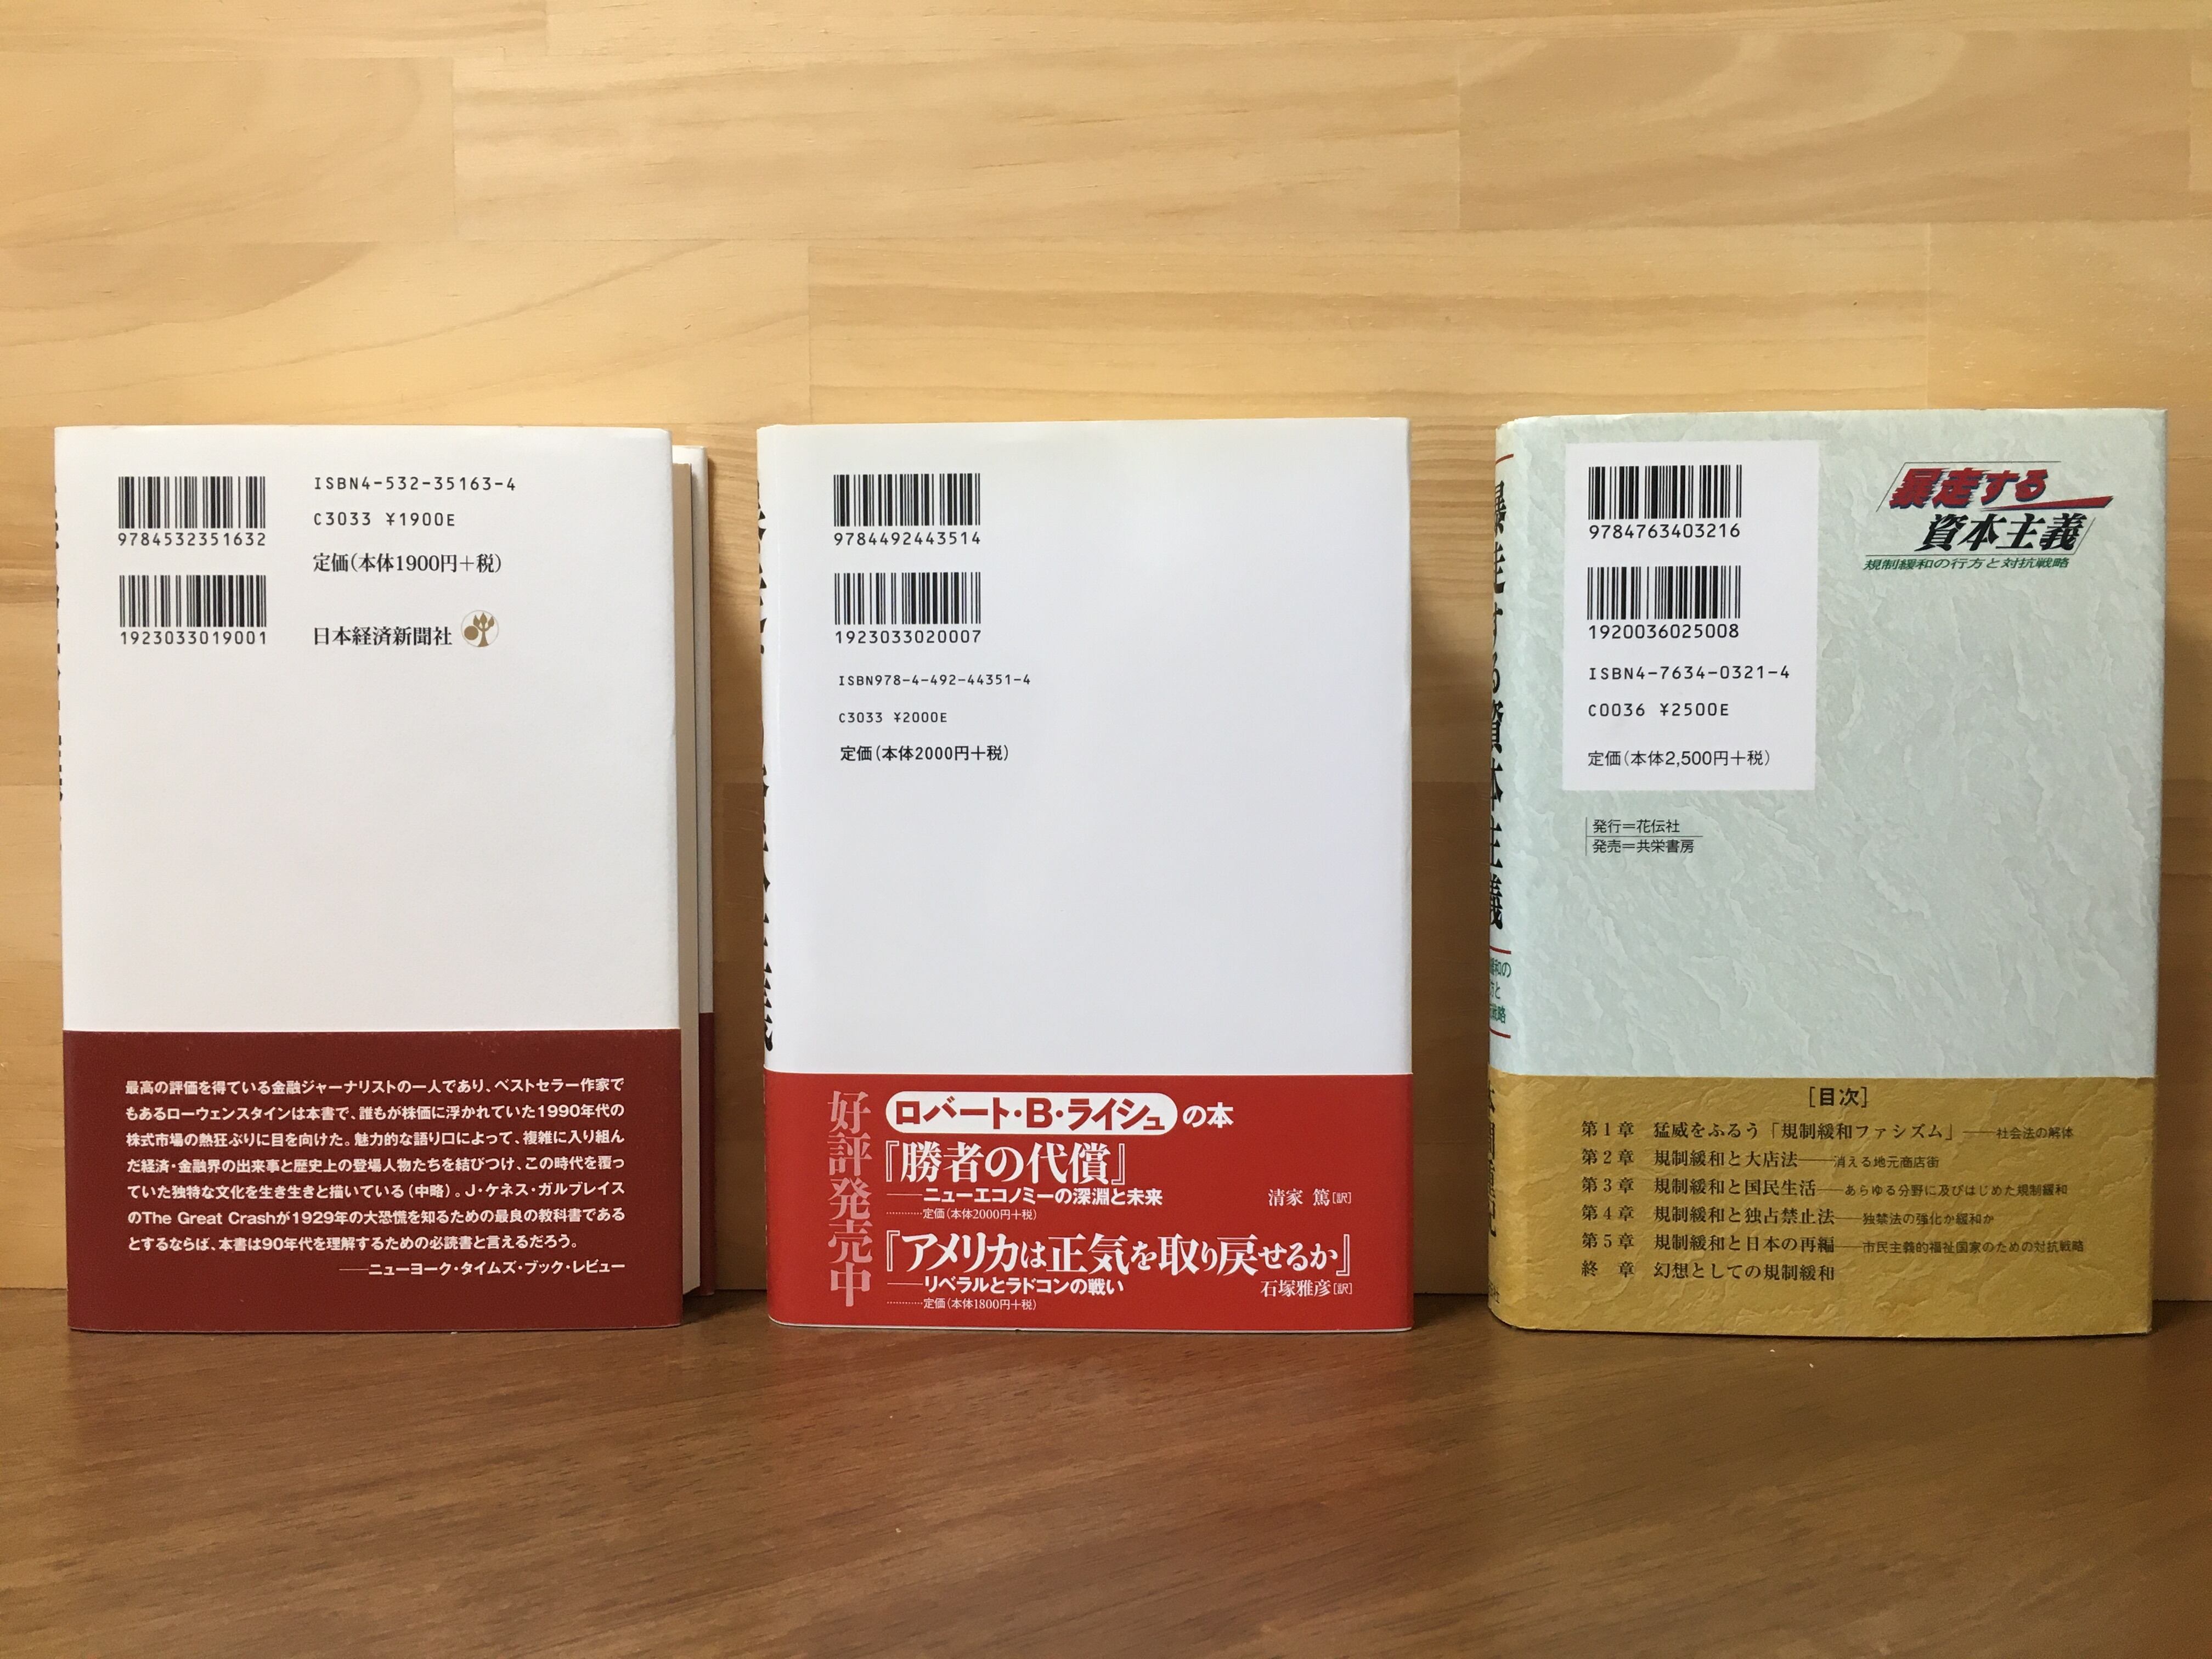 ISBN4-532-35163-4
C3033 ¥1900E
9784532351632
定価(本体1900円+税)
1923033019001
日本経済新聞社
最高の評価を得ている金融ジャーナリストの一人であり、ベストセラー作家で
もあるローウェンスタインは本書で、誰もが株価に浮かれていた1990年代の
株式市場の熱狂ぶりに目を向けた。魅力的な語り口によって、複雑に入り組ん
だ経済・金融界の出来事と歴史上の登場人物たちを結びつけ、この時代を覆っ
ていた独特な文化を生き生きと描いている(中略)。J・ケネス・ガルブレイス
のThe Great Crashが1929年の大恐慌を知るための最良の教科書である
とするならば、本書は90年代を理解するための必読書と言えるだろう。
——ニューヨーク・タイムズ・ブック・レビュー
9784492443514
1923033020007
ISBN978-4-492-44351-4
C3033 ¥2000E
定価(本体2000円+税)
好評発売中
ロバート・B・ライシュの本
『勝者の代償』
——ニューエコノミーの深淵と未来 清家 篤[訳]
…………定価(本体2000円+税)
『アメリカは正気を取り戻せるか』
——リベラルとラドコンの戦い 石塚雅彦[訳]
…………定価(本体1800円+税)
暴走する資本主義
9784763403216
1920036025008
ISBN4-7634-0321-4
C0036 ¥2500E
定価(本体2,500円+税)
発行=花伝社
発売=共栄書房
暴走する
資本主義
規制緩和の行方と対抗戦略
[目次]
第1章 猛威をふるう「規制緩和ファシズム」——社会法の解体
第2章 規制緩和と大店法——消える地元商店街
第3章 規制緩和と国民生活——あらゆる分野に及びはじめた規制緩和
第4章 規制緩和と独占禁止法——独禁法の強化か緩和か
第5章 規制緩和と日本の再編——市民主義的福祉国家のための対抗戦略
終 章 幻想としての規制緩和